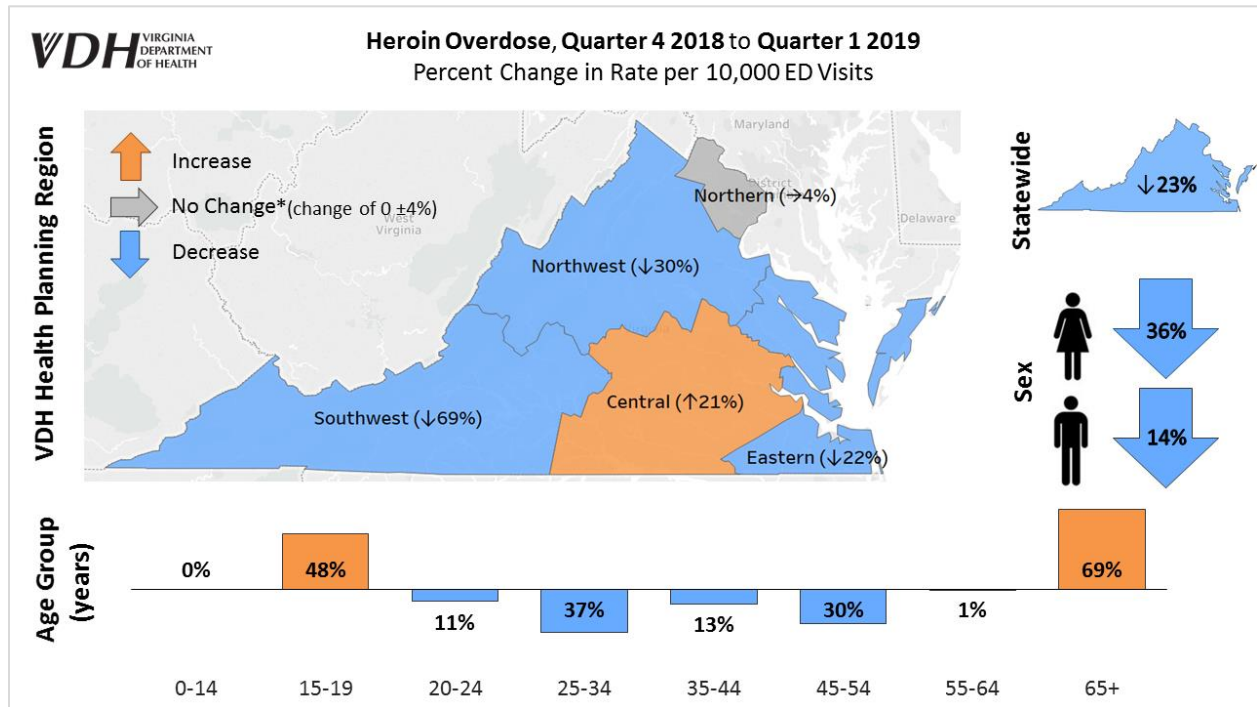 VDH VIRGINIA
DEPARTMENT
OF HEALTH
Heroin Overdose, Quarter 4 2018 to Quarter 1 2019
Percent Change in Rate per 10,000 ED Visits
VDH Health Planning Region
Increase
No Change* (change of 0 ±4%)
Decrease
Maryland
District
West
Virginia
Delaware
Northern (→4%)
Northwest (↓30%)
Southwest (↓69%)
Central (↑21%)
Eastern (↓22%)
Statewide
↓23%
Sex
36%
14%
Age Group
(years)
0%
48%
11%
37%
13%
30%
1%
69%
0-14 15-19 20-24 25-34 35-44 45-54 55-64 65+